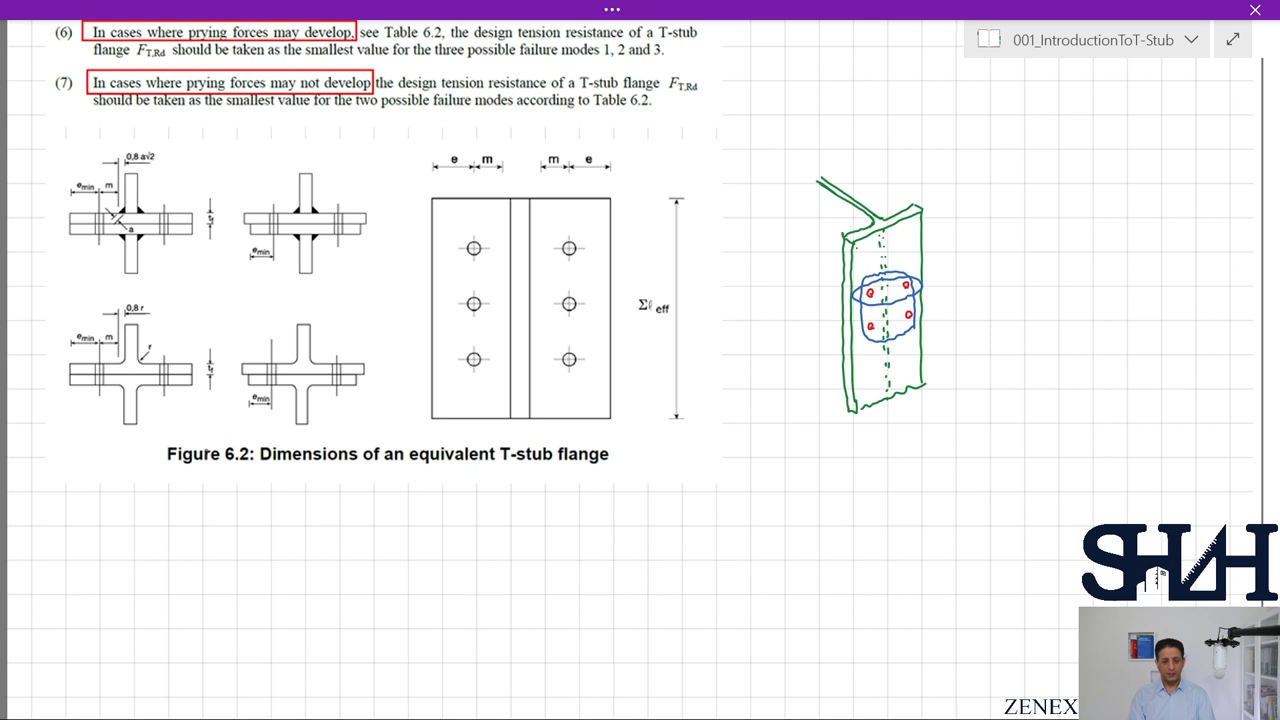 (6) In cases where prying forces may develop, see Table 6.2, the design tension resistance of a T-stub
flange F_T,Rd should be taken as the smallest value for the three possible failure modes 1, 2 and 3.
001_IntroductionToT-Stub
(7) In cases where prying forces may not develop the design tension resistance of a T-stub flange F_T,Rd
should be taken as the smallest value for the two possible failure modes according to Table 6.2.
0,8 a√2
e m m e
e_min m
a
t_f
e_min
Σℓ_eff
0,8 r
e_min m
r
t_f
e_min
Figure 6.2: Dimensions of an equivalent T-stub flange
ZENEX